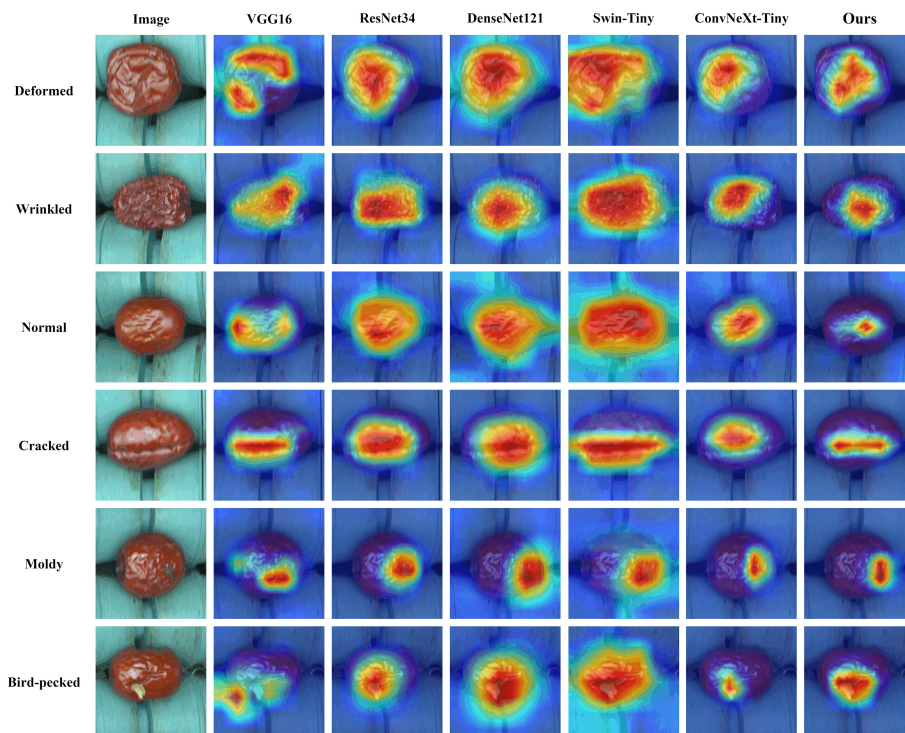 Image VGG16 ResNet34 DenseNet121 Swin-Tiny ConvNeXt-Tiny Ours
Deformed
Wrinkled
Normal
Cracked
Moldy
Bird-pecked